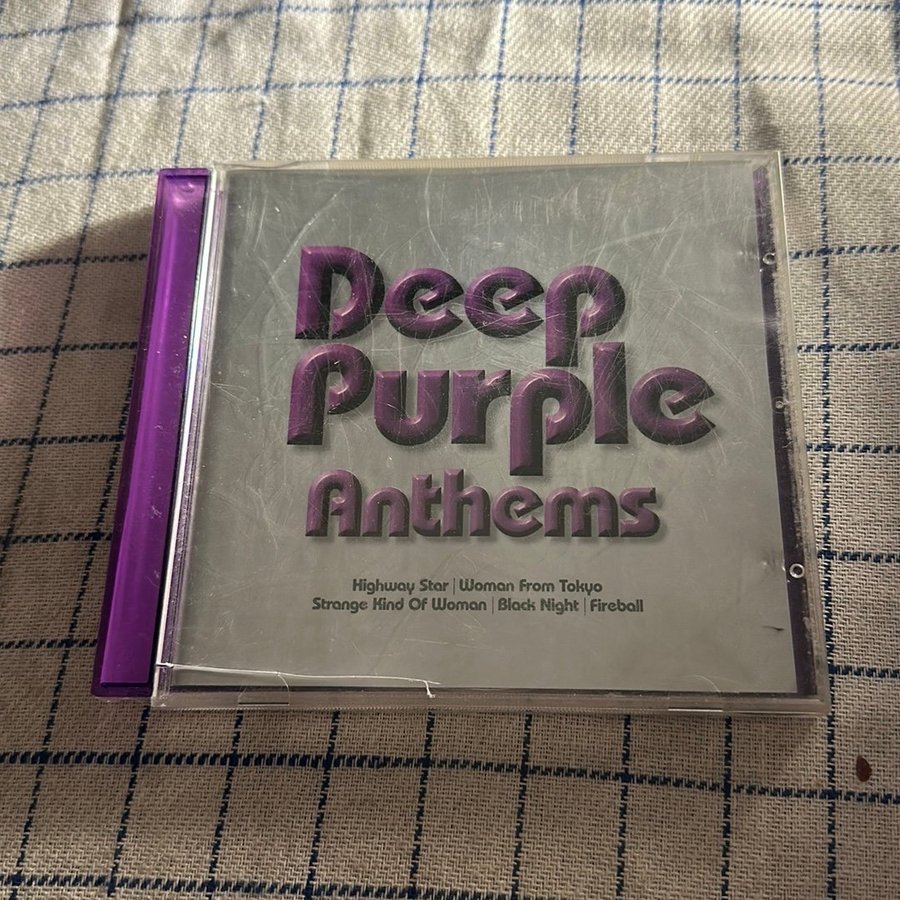 Deep
Purple
Anthems
Highway Star | Woman From Tokyo
Strange Kind Of Woman | Black Night | Fireball